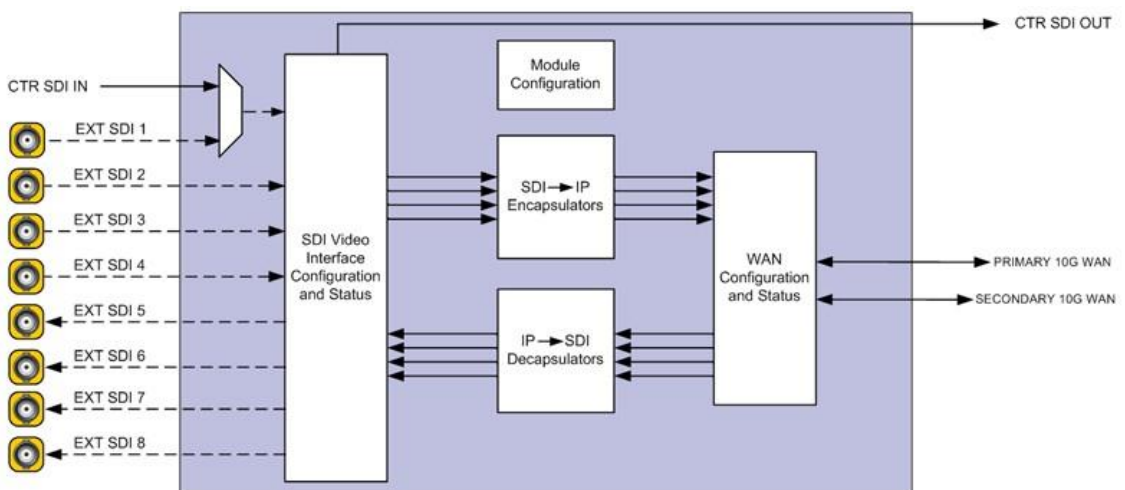 CTR SDI OUT
Module
Configuration
CTR SDI IN
EXT SDI 1
EXT SDI 2
EXT SDI 3
EXT SDI 4
EXT SDI 5
EXT SDI 6
EXT SDI 7
EXT SDI 8
SDI Video
Interface
Configuration
and Status
SDI → IP
Encapsulators
IP → SDI
Decapsulators
WAN
Configuration
and Status
PRIMARY 10G WAN
SECONDARY 10G WAN